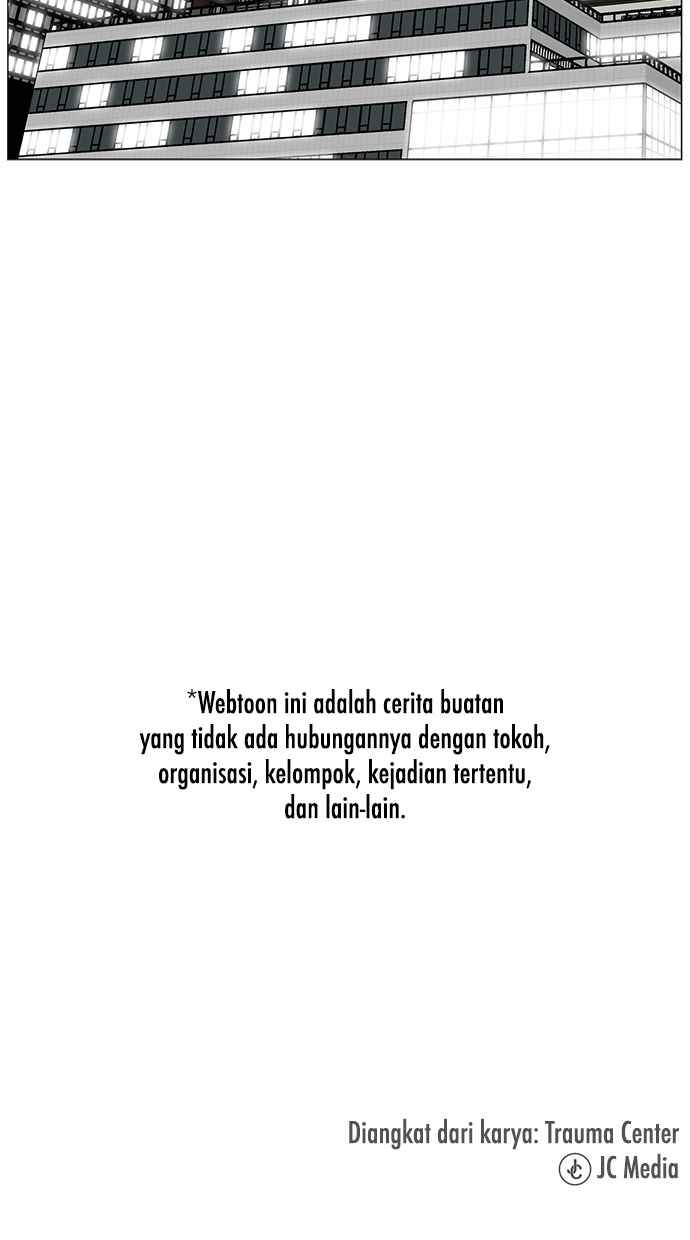 *Webtoon ini adalah cerita buatan
yang tidak ada hubungannya dengan tokoh,
organisasi, kelompok, kejadian tertentu,
dan lain-lain.
Diangkat dari karya: Trauma Center
JC JC Media